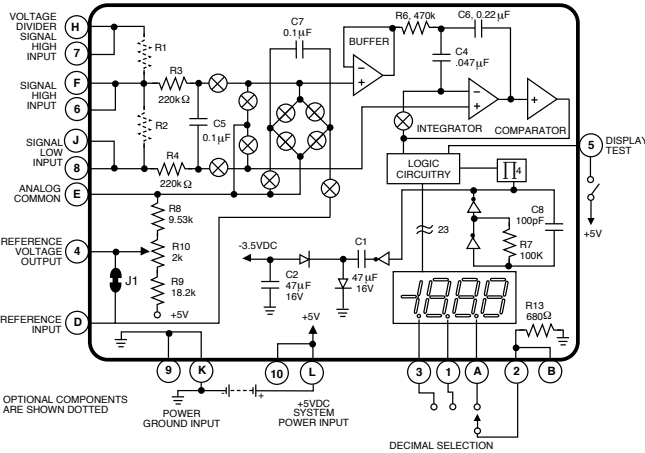 VOLTAGE
DIVIDER
SIGNAL
HIGH
INPUT
H
7
SIGNAL
HIGH
INPUT
F
6
SIGNAL
LOW
INPUT
J
8
ANALOG
COMMON
E
REFERENCE
VOLTAGE
OUTPUT
4
REFERENCE
INPUT
D
R1
R3
220kΩ
R2
R4
220kΩ
C5
0.1μF
C7
0.1μF
BUFFER
R6, 470k
C6, 0.22μF
C4
.047μF
INTEGRATOR
COMPARATOR
LOGIC
CIRCUITRY
4
5
DISPLAY
TEST
+5V
R8
9.53k
R10
2k
R9
18.2k
+5V
J1
-3.5VDC
C1
47μF
16V
C2
47μF
16V
23
C8
100pF
R7
100K
1888
R13
680Ω
+5V
9
K
10
L
3
1
A
2
B
OPTIONAL COMPONENTS
ARE SHOWN DOTTED
POWER
GROUND INPUT
-
+
+5VDC
SYSTEM
POWER INPUT
DECIMAL SELECTION